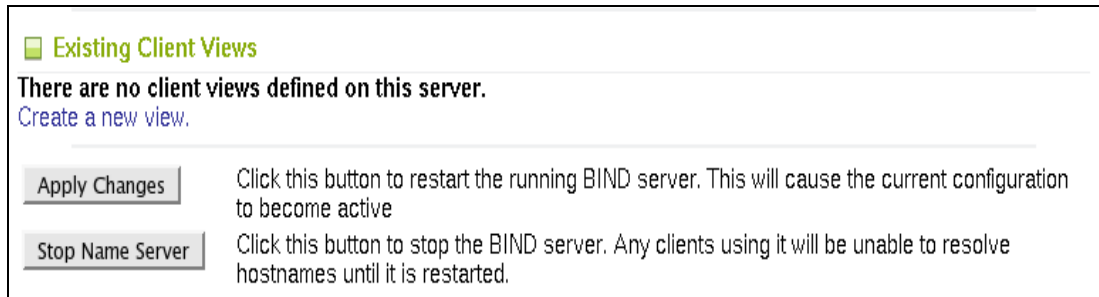 Existing Client Views
There are no client views defined on this server.
Create a new view.
Apply Changes
Click this button to restart the running BIND server. This will cause the current configuration
to become active
Stop Name Server
Click this button to stop the BIND server. Any clients using it will be unable to resolve
hostnames until it is restarted.